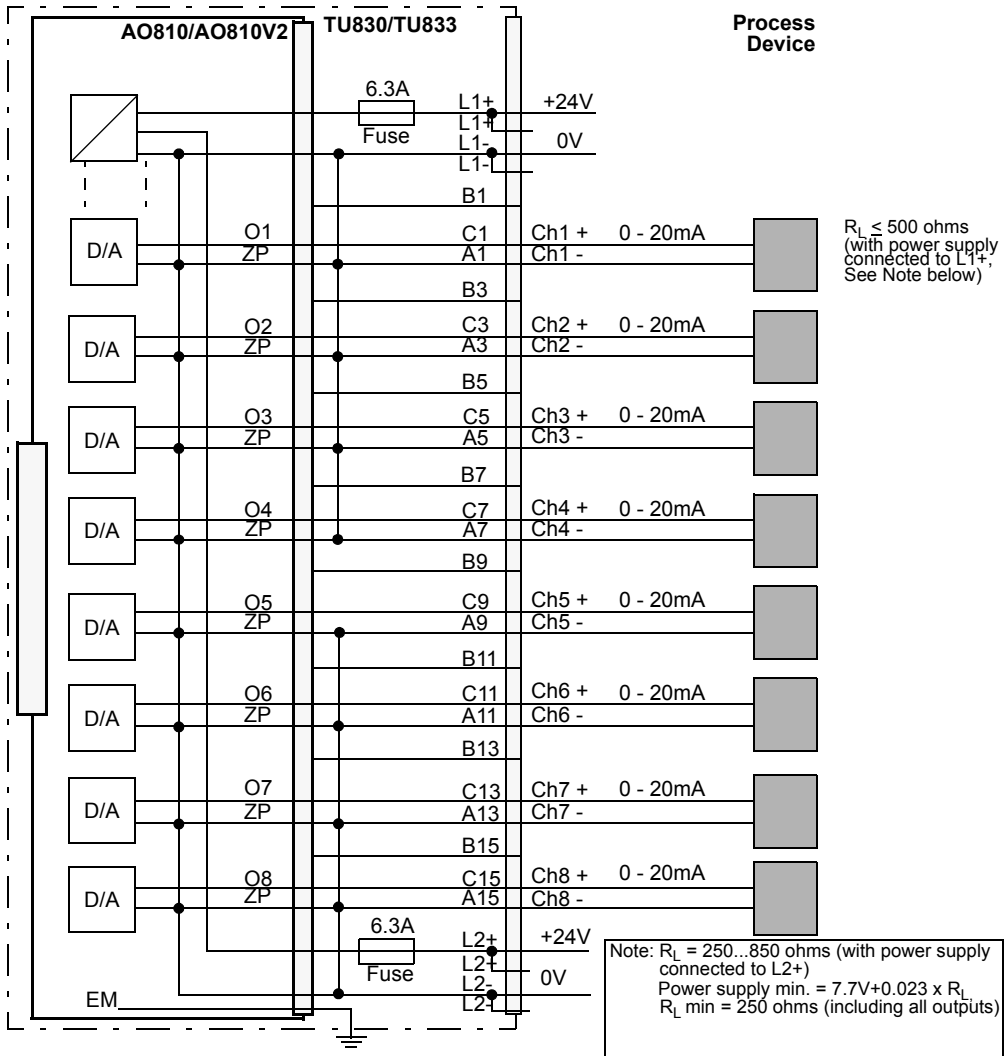 AO810/AO810V2
TU830/TU833
Process
Device
6.3A
Fuse
L1+
+24V
L1+
L1-
0V
L1-
B1
D/A
O1
ZP
C1
A1
Ch1 +
0 - 20mA
Ch1 -
R_L ≤ 500 ohms
(with power supply
connected to L1+,
See Note below)
B3
D/A
O2
ZP
C3
A3
Ch2 +
0 - 20mA
Ch2 -
B5
D/A
O3
ZP
C5
A5
Ch3 +
0 - 20mA
Ch3 -
B7
D/A
O4
ZP
C7
A7
Ch4 +
0 - 20mA
Ch4 -
B9
D/A
O5
ZP
C9
A9
Ch5 +
0 - 20mA
Ch5 -
B11
D/A
O6
ZP
C11
A11
Ch6 +
0 - 20mA
Ch6 -
B13
D/A
O7
ZP
C13
A13
Ch7 +
0 - 20mA
Ch7 -
B15
D/A
O8
ZP
C15
A15
Ch8 +
0 - 20mA
Ch8 -
6.3A
Fuse
L2+
+24V
L2+
L2-
0V
L2-
EM
Note: R_L = 250...850 ohms (with power supply
connected to L2+)
Power supply min. = 7.7V+0.023 x R_L.
R_L min = 250 ohms (including all outputs)